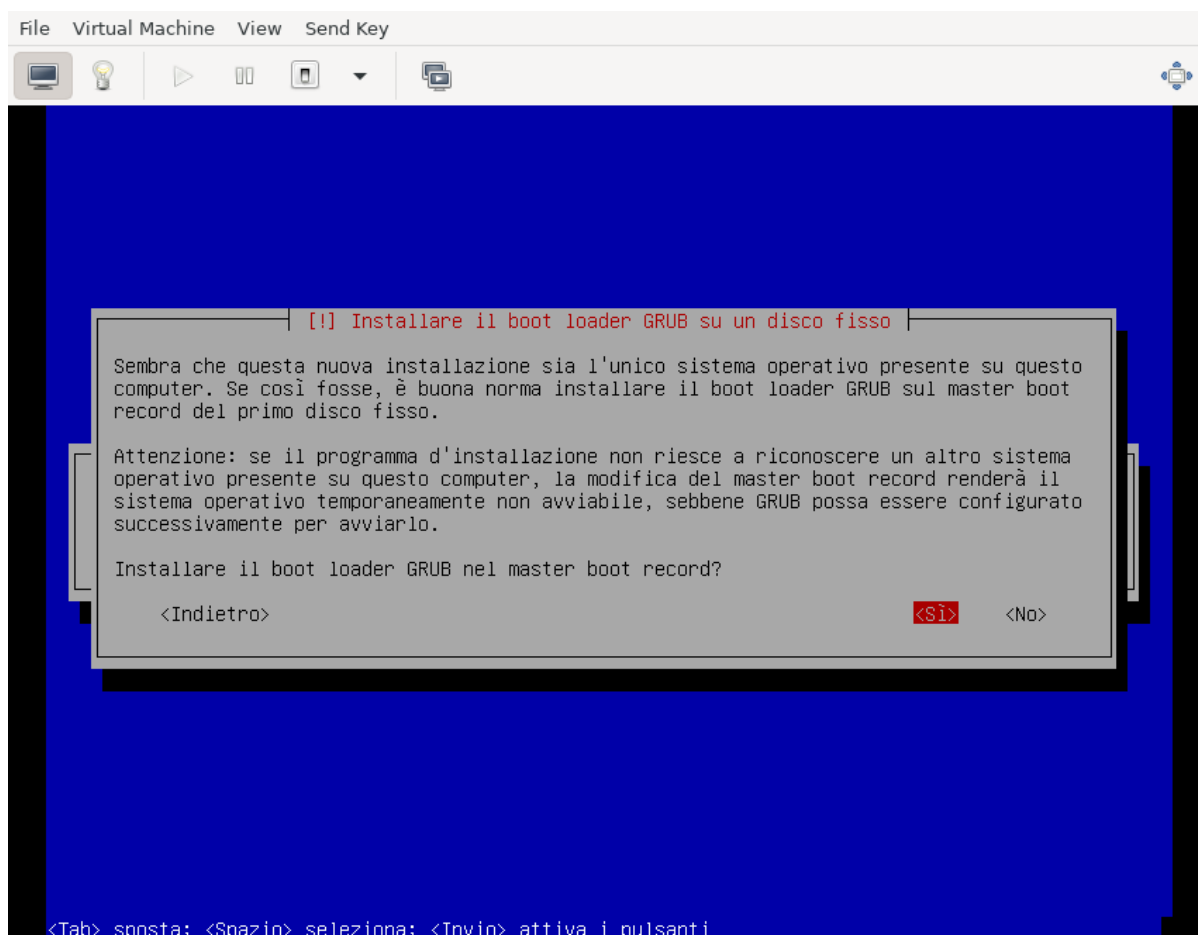 File Virtual Machine View Send Key
[!] Installare il boot loader GRUB su un disco fisso
Sembra che questa nuova installazione sia l'unico sistema operativo presente su questo
computer. Se così fosse, è buona norma installare il boot loader GRUB sul master boot
record del primo disco fisso.
Attenzione: se il programma d'installazione non riesce a riconoscere un altro sistema
operativo presente su questo computer, la modifica del master boot record renderà il
sistema operativo temporaneamente non avviabile, sebbene GRUB possa essere configurato
successivamente per avviarlo.
Installare il boot loader GRUB nel master boot record?
<Indietro> <Sì> <No>
<Tab> sposta; <Spazio> seleziona; <Invio> attiva i pulsanti